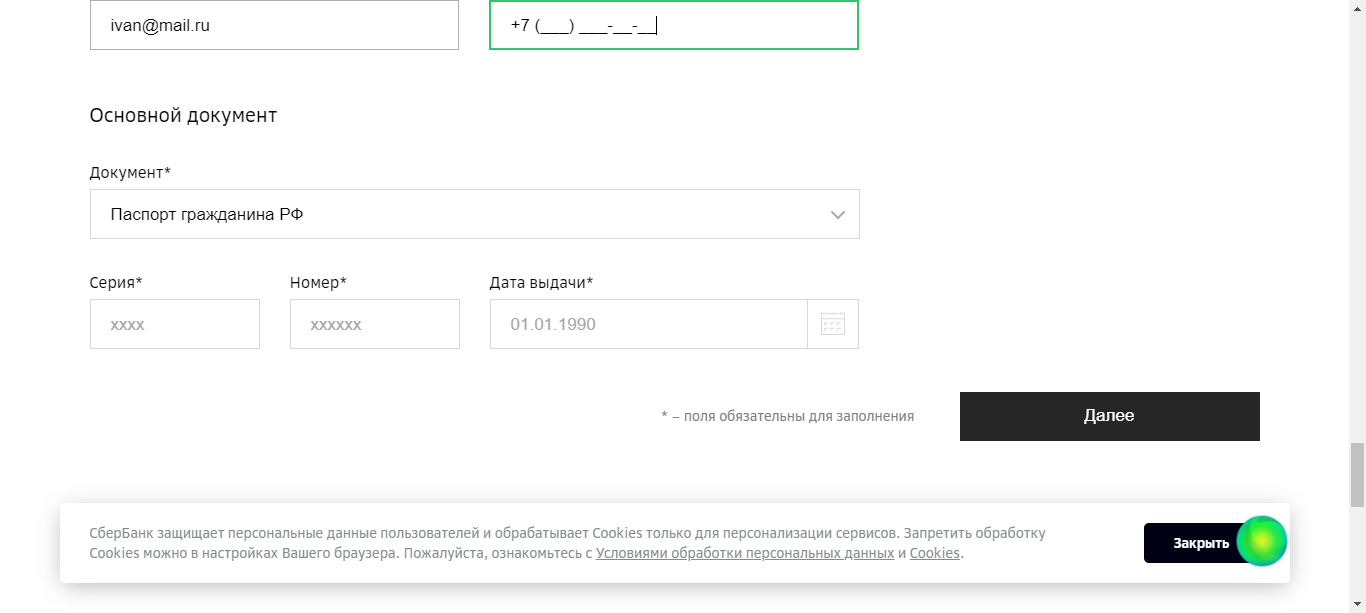 ivan@mail.ru +7 (___) ___-__-__
Основной документ
Документ*
Паспорт гражданина РФ
Серия* Номер* Дата выдачи*
xxxx xxxxxx 01.01.1990
* – поля обязательны для заполнения Далее
СберБанк защищает персональные данные пользователей и обрабатывает Cookies только для персонализации сервисов. Запретить обработку
Cookies можно в настройках Вашего браузера. Пожалуйста, ознакомьтесь с Условиями обработки персональных данных и Cookies.
Закрыть